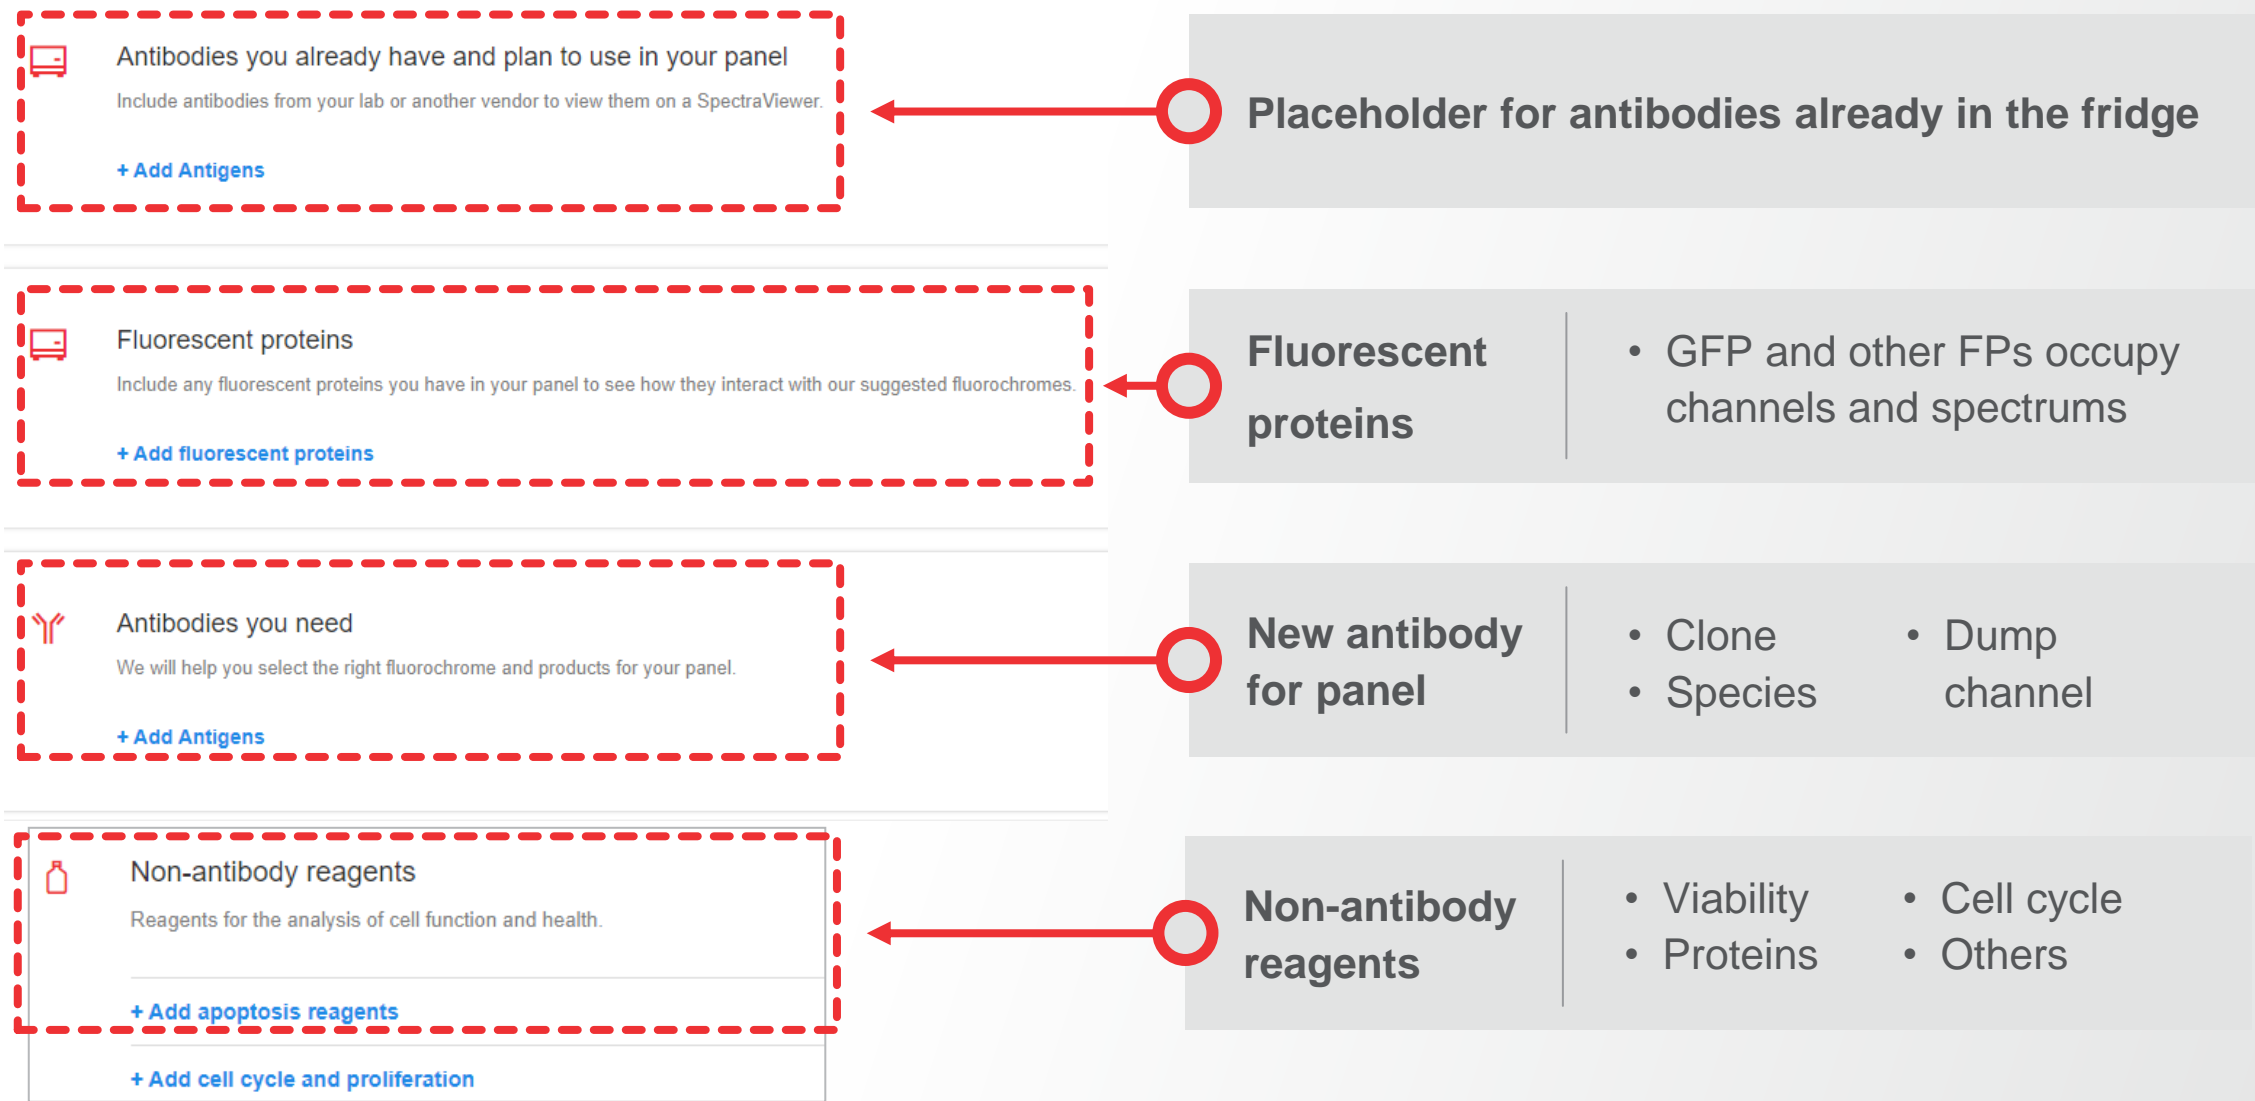 Antibodies you already have and plan to use in your panel
Include antibodies from your lab or another vendor to view them on a SpectraViewer.
+ Add Antigens
Placeholder for antibodies already in the fridge
Fluorescent proteins
Include any fluorescent proteins you have in your panel to see how they interact with our suggested fluorochromes.
+ Add fluorescent proteins
Fluorescent
proteins
• GFP and other FPs occupy
channels and spectrums
Antibodies you need
We will help you select the right fluorochrome and products for your panel.
+ Add Antigens
New antibody
for panel
• Clone
• Species
• Dump
channel
Non-antibody reagents
Reagents for the analysis of cell function and health.
+ Add apoptosis reagents
+ Add cell cycle and proliferation
Non-antibody
reagents
• Viability
• Proteins
• Cell cycle
• Others